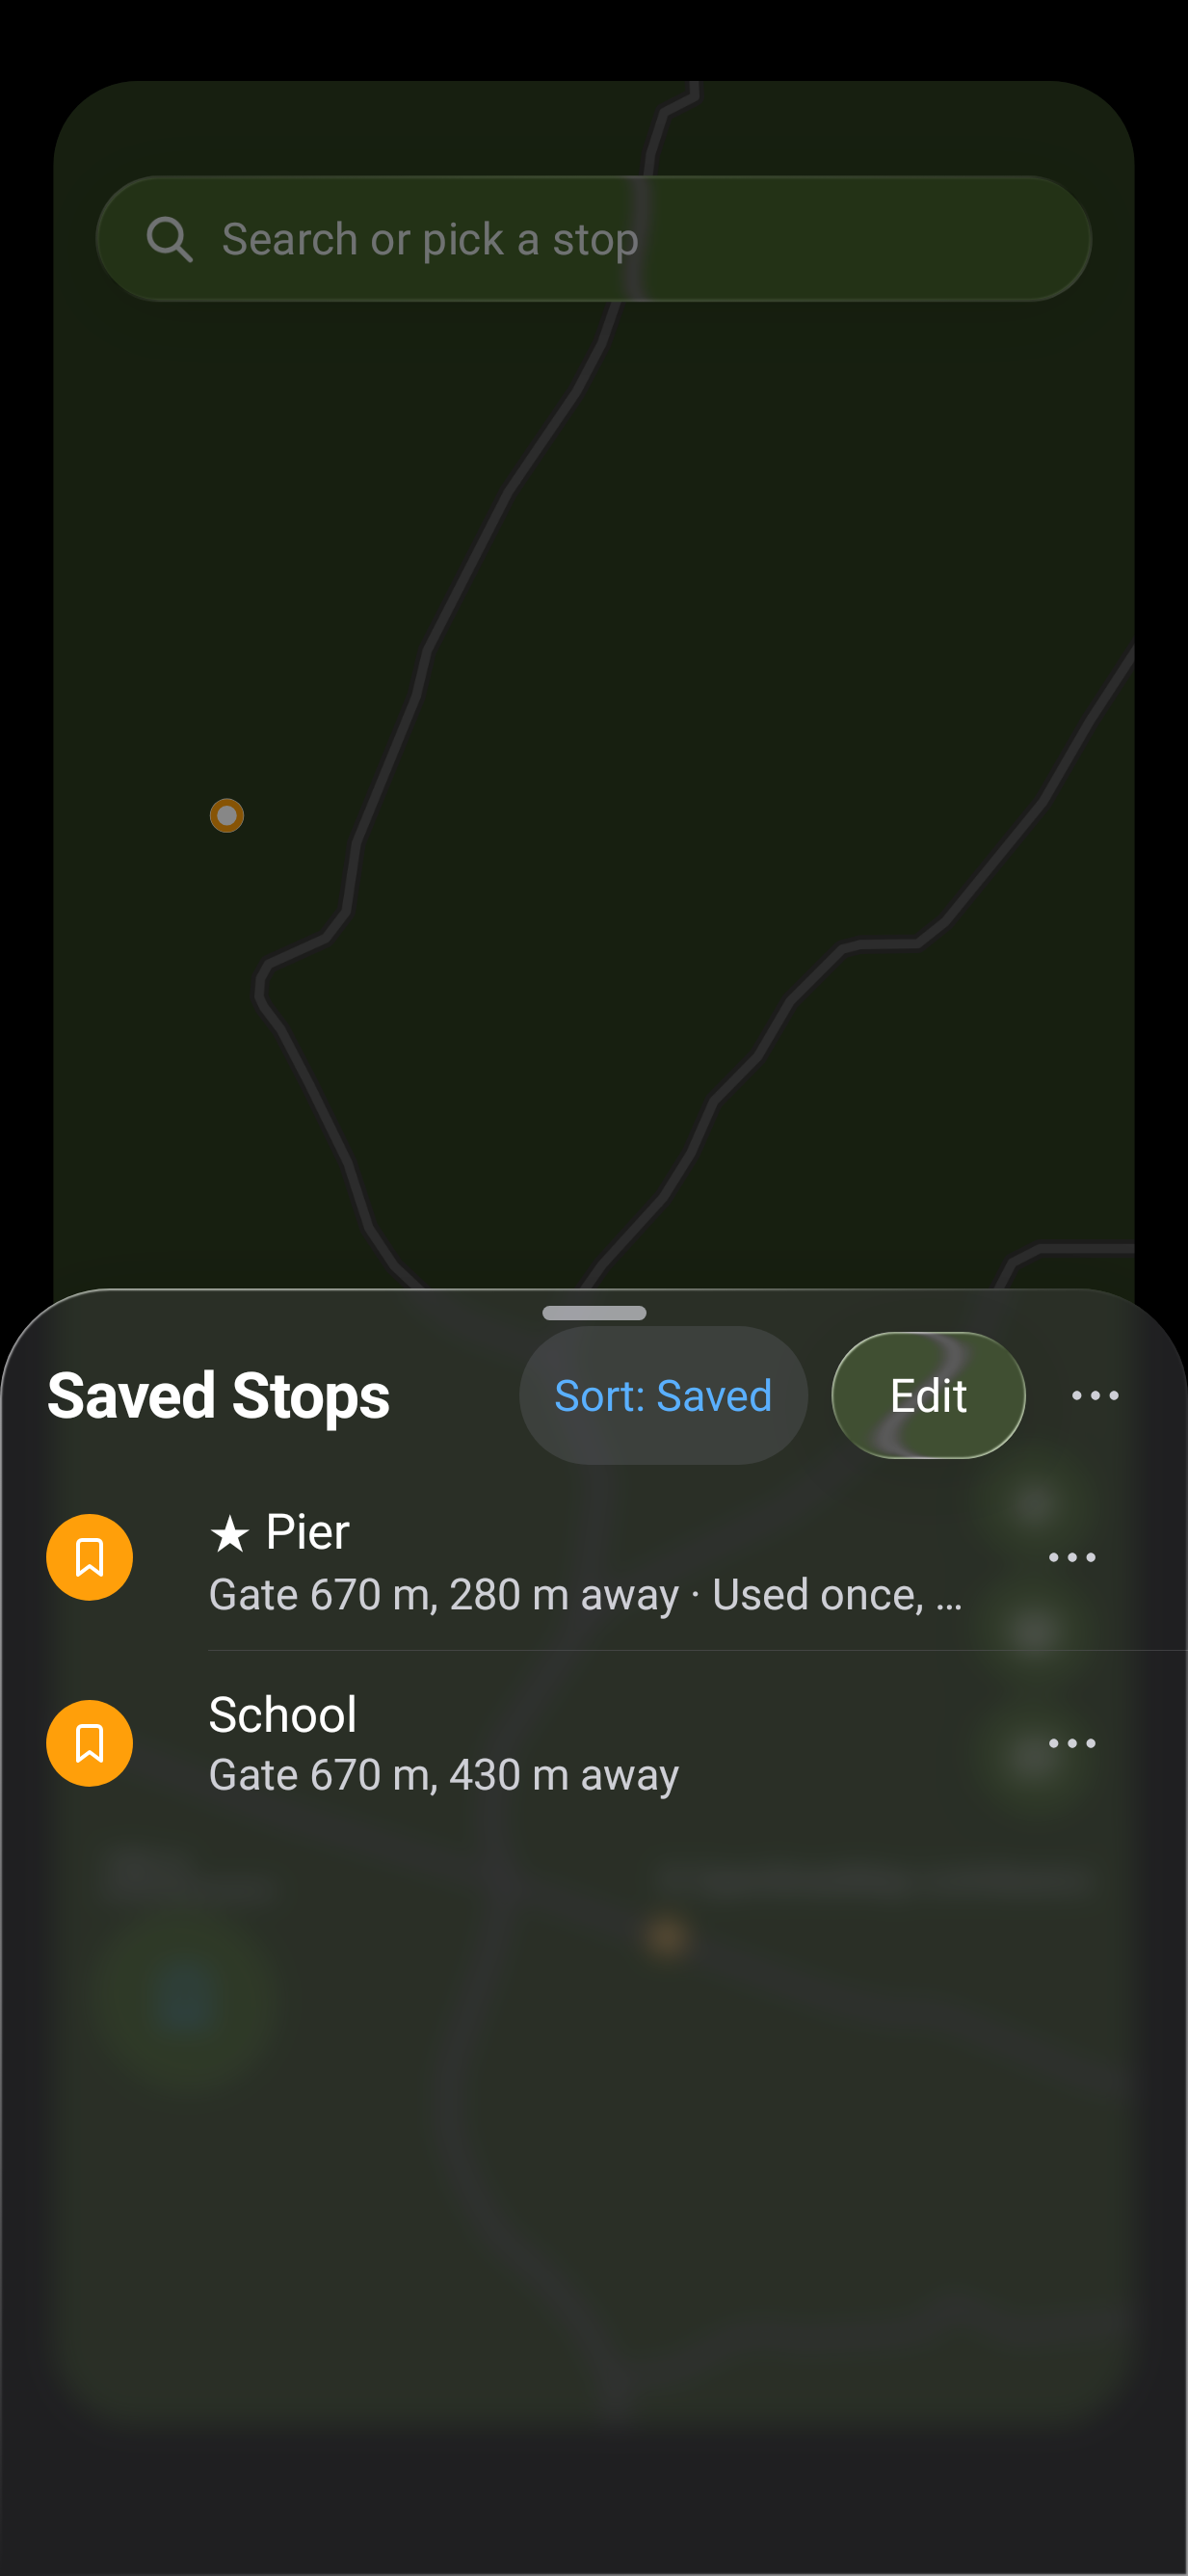 Search or pick a stop
Saved Stops
Sort: Saved
Edit
★ Pier
Gate 670 m, 280 m away · Used once, …
School
Gate 670 m, 430 m away